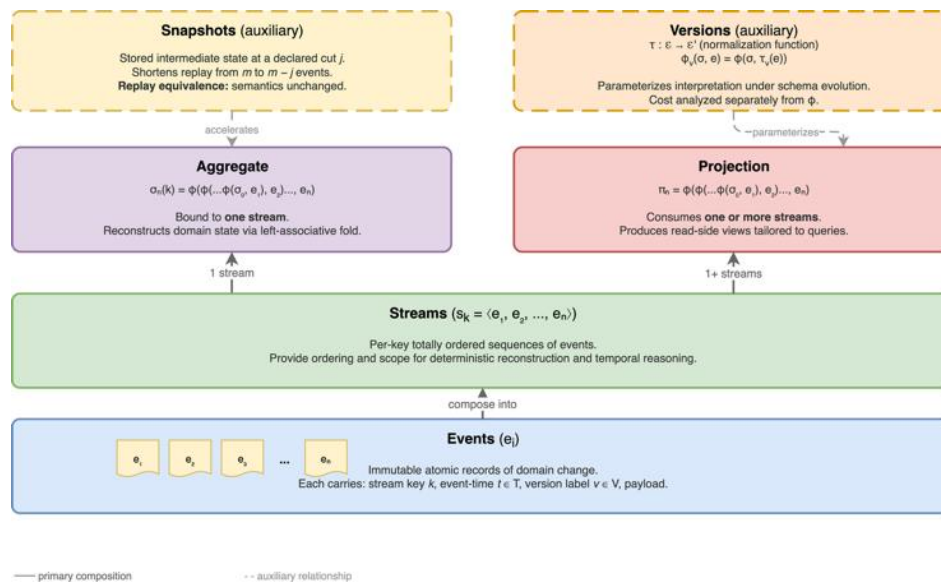 Snapshots (auxiliary)
Stored intermediate state at a declared cut j.
Shortens replay from m to m − j events.
Replay equivalence: semantics unchanged.
Versions (auxiliary)
τ : ε → ε' (normalization function)
ϕᵥ(σ, e) = ϕ(σ, τᵥ(e))
Parameterizes interpretation under schema evolution.
Cost analyzed separately from ϕ.
accelerates
parameterizes
Aggregate
σₙ(k) = ϕ(ϕ(...ϕ(σ₀, e₁), e₂)..., eₙ)
Bound to one stream.
Reconstructs domain state via left-associative fold.
Projection
πₙ = ϕ(ϕ(...ϕ(σ₀, e₁), e₂)..., eₙ)
Consumes one or more streams.
Produces read-side views tailored to queries.
1 stream
1+ streams
Streams (sₖ = ⟨e₁, e₂, ..., eₙ⟩)
Per-key totally ordered sequences of events.
Provide ordering and scope for deterministic reconstruction and temporal reasoning.
compose into
Events (eᵢ)
e₁ e₂ e₃ ... eₙ
Immutable atomic records of domain change.
Each carries: stream key k, event-time t ∈ T, version label v ∈ V, payload.
primary composition
auxiliary relationship